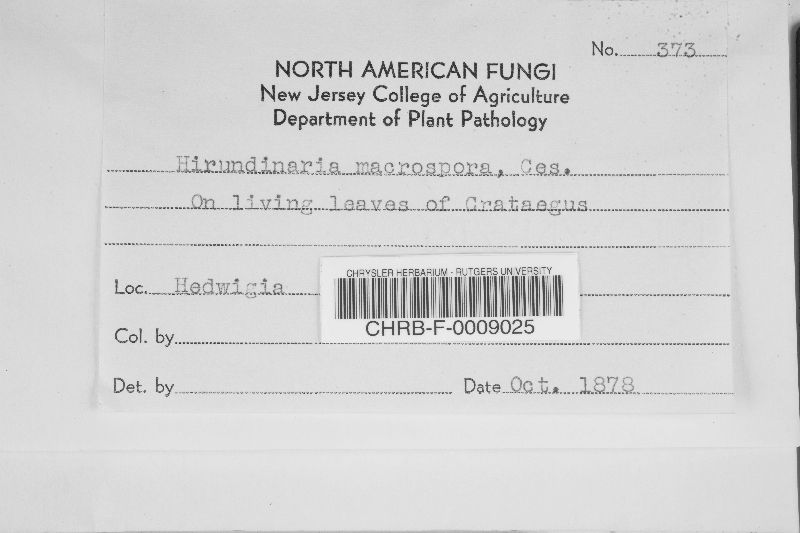 No. 373
NORTH AMERICAN FUNGI
New Jersey College of Agriculture
Department of Plant Pathology
Hirundinaria macrospora, Ces.
On living leaves of Crataegus
Loc. Hedwigia
CHRYSLER HERBARIUM - RUTGERS UNIVERSITY
CHRB-F-0009025
Col. by
Det. by Date Oct. 1878